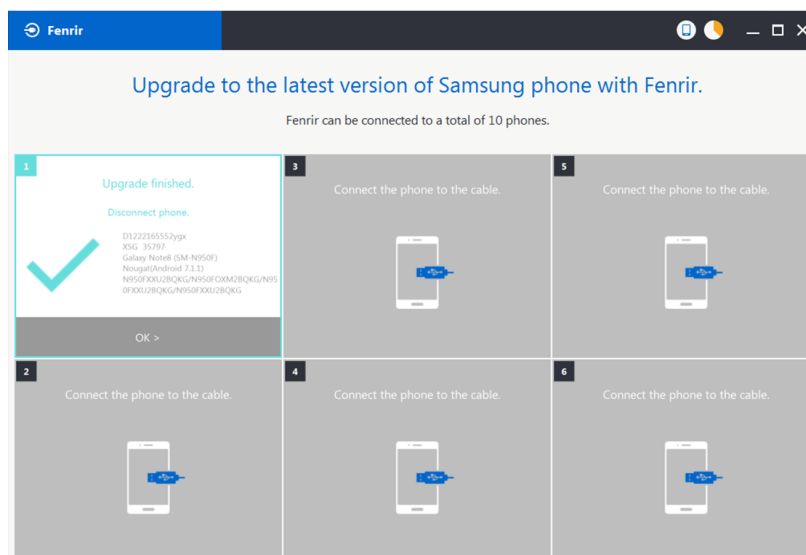 Fenrir
Upgrade to the latest version of Samsung phone with Fenrir.
Fenrir can be connected to a total of 10 phones.
1
Upgrade finished.
Disconnect phone.
D1222165552ygx
XSG 35797
Galaxy Note8 (SM-N950F)
Nougat(Android 7.1.1)
N950FXXU2BQKG/N950FOXM2BQKG/N95
0FXXU2BQKG/N950FXXU2BQKG
OK >
3
Connect the phone to the cable.
5
Connect the phone to the cable.
2
Connect the phone to the cable.
4
Connect the phone to the cable.
6
Connect the phone to the cable.